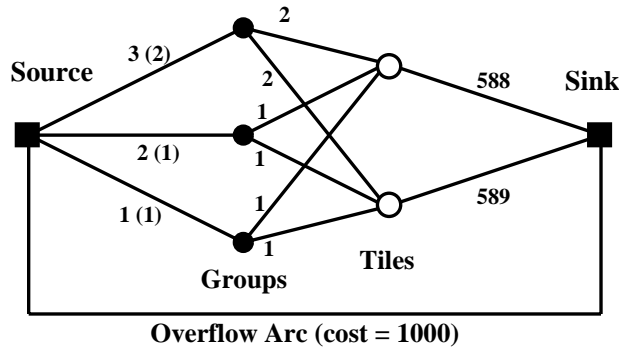 2
3 (2)
Source
588
Sink
2
1
2 (1)
1
1 (1)
1
589
1
Tiles
Groups
Overflow Arc (cost = 1000)